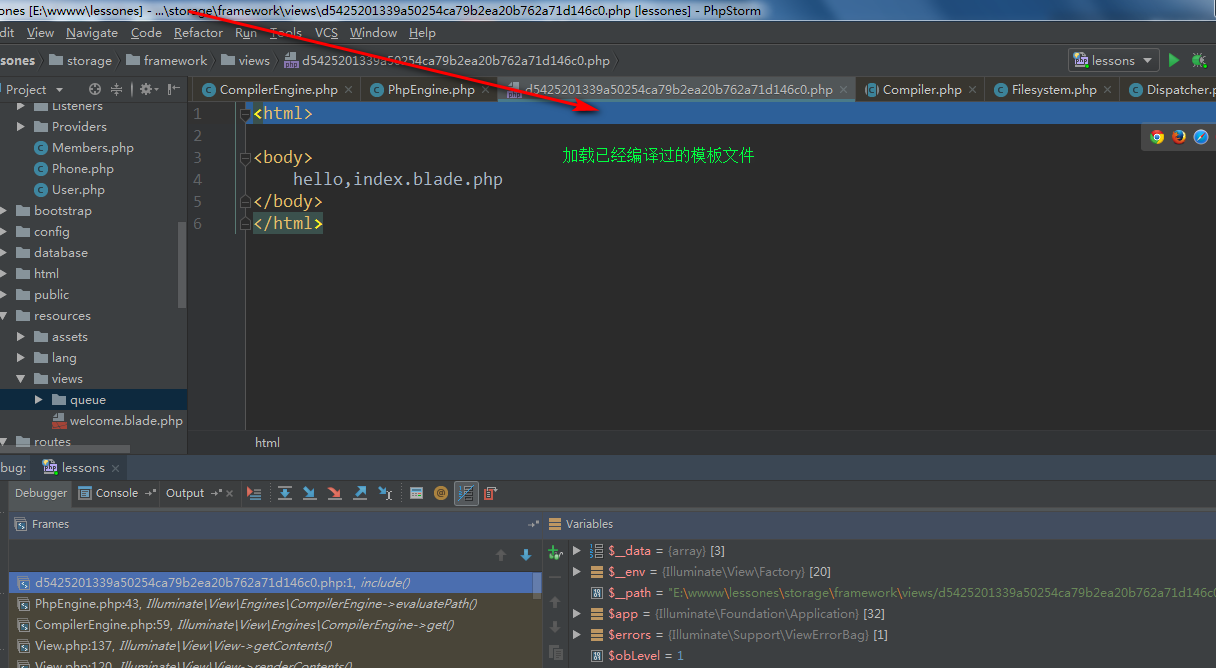 ones [E:\wwww\lessones] - ...\storage\framework\views\d5425201339a50254ca79b2ea20b762a71d146c0.php [lessones] - PhpStorm
dit View Navigate Code Refactor Run Tools VCS Window Help
sones storage framework views d5425201339a50254ca79b2ea20b762a71d146c0.php lessones
Project CompilerEngine.php PhpEngine.php d5425201339a50254ca79b2ea20b762a71d146c0.php Compiler.php Filesystem.php Dispatcher.p
Listeners
Providers
Members.php
Phone.php
User.php
bootstrap
config
database
html
public
resources
assets
lang
views
queue
welcome.blade.php
routes
1 <html>
2
3 <body>
4 hello,index.blade.php
5 </body>
6 </html>
加载已经编译过的模板文件
html
bug: lessones
Debugger Console Output
Frames
d5425201339a50254ca79b2ea20b762a71d146c0.php:1, include()
PhpEngine.php:43, Illuminate\View\Engines\CompilerEngine->evaluatePath()
CompilerEngine.php:59, Illuminate\View\Engines\CompilerEngine->get()
View.php:137, Illuminate\View\View->getContents()
View.php:120, Illuminate\View\View->renderContents()
Variables
$__data = {array} [3]
$__env = {Illuminate\View\Factory} [20]
$__path = "E:\wwww\lessones\storage\framework\views/d5425201339a50254ca79b2ea20b762a71d146c0
$app = {Illuminate\Foundation\Application} [32]
$errors = {Illuminate\Support\ViewErrorBag} [1]
$obLevel = 1